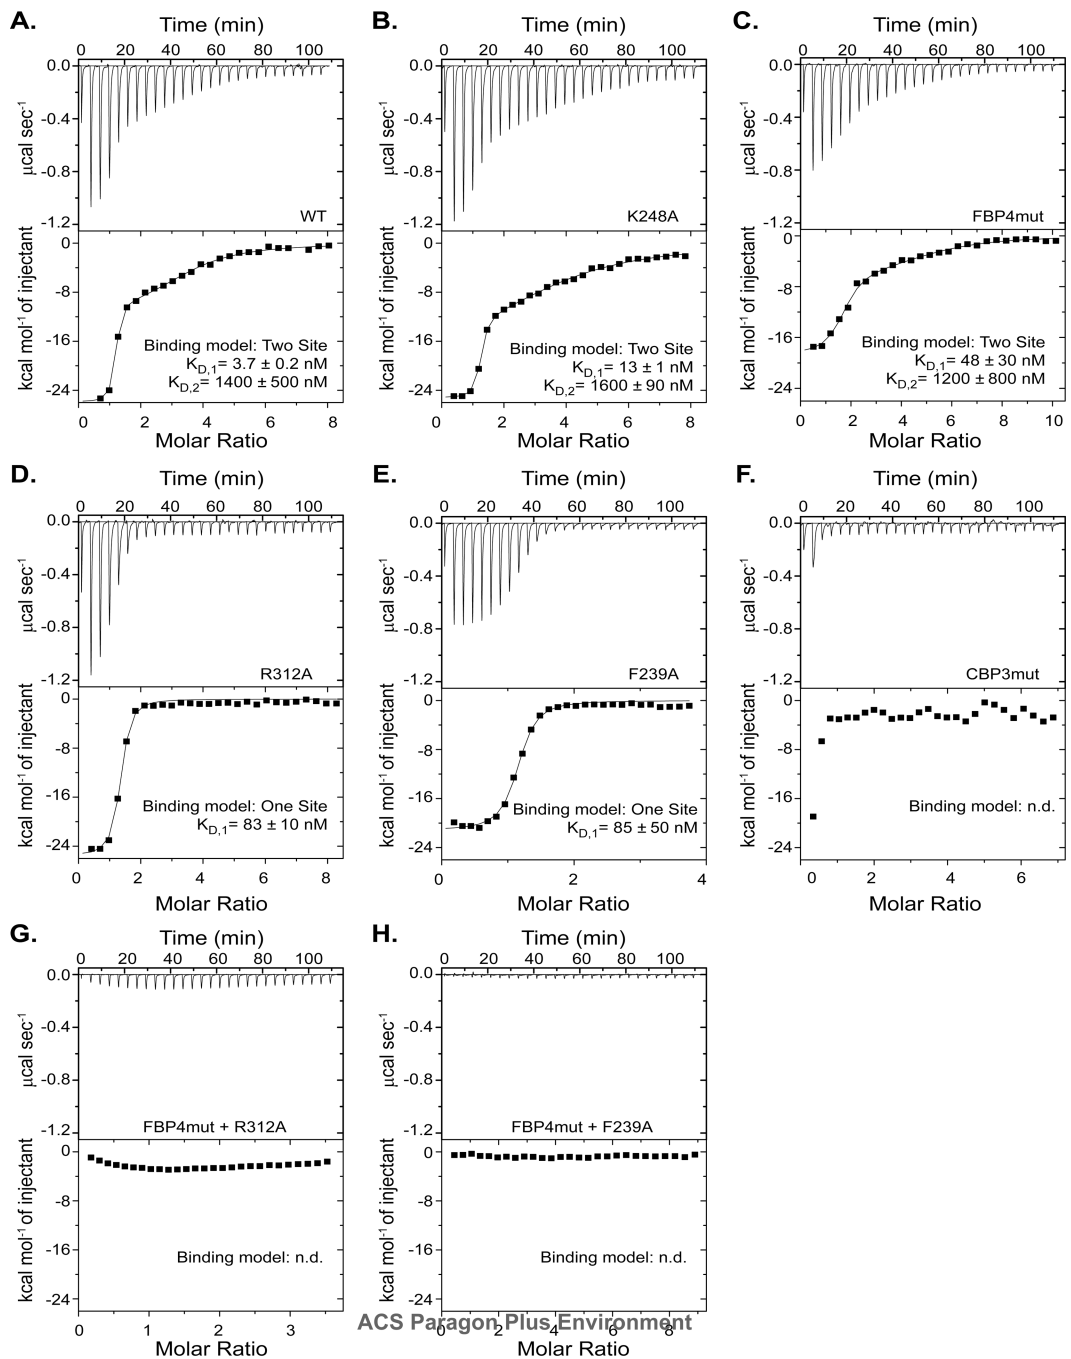 A.
Time (min)
0 20 40 60 80 100
0.0
-0.4
-0.8
-1.2
μcal sec-1
WT
0
-8
-16
-24
kcal mol-1 of injectant
Binding model: Two Site
KD,1= 3.7 ± 0.2 nM
KD,2= 1400 ± 500 nM
0 2 4 6 8
Molar Ratio
B.
Time (min)
0 20 40 60 80 100
0.0
-0.4
-0.8
-1.2
μcal sec-1
K248A
0
-8
-16
-24
kcal mol-1 of injectant
Binding model: Two Site
KD,1= 13 ± 1 nM
KD,2= 1600 ± 90 nM
0 2 4 6 8
Molar Ratio
C.
Time (min)
0 20 40 60 80 100
0.0
-0.4
-0.8
-1.2
μcal sec-1
FBP4mut
0
-8
-16
-24
kcal mol-1 of injectant
Binding model: Two Site
KD,1= 48 ± 30 nM
KD,2= 1200 ± 800 nM
0 2 4 6 8 10
Molar Ratio
D.
Time (min)
0 20 40 60 80 100
0.0
-0.4
-0.8
-1.2
μcal sec-1
R312A
0
-8
-16
-24
kcal mol-1 of injectant
Binding model: One Site
KD,1= 83 ± 10 nM
0 2 4 6 8
Molar Ratio
E.
Time (min)
0 20 40 60 80 100
0.0
-0.4
-0.8
-1.2
μcal sec-1
F239A
0
-8
-16
-24
kcal mol-1 of injectant
Binding model: One Site
KD,1= 85 ± 50 nM
0 2 4
Molar Ratio
F.
Time (min)
0 20 40 60 80 100
0.0
-0.4
-0.8
-1.2
μcal sec-1
CBP3mut
0
-8
-16
-24
kcal mol-1 of injectant
Binding model: n.d.
0 2 4 6
Molar Ratio
G.
Time (min)
0 20 40 60 80 100
0.0
-0.4
-0.8
-1.2
μcal sec-1
FBP4mut + R312A
0
-8
-16
-24
kcal mol-1 of injectant
Binding model: n.d.
0 1 2 3
Molar Ratio
H.
Time (min)
0 20 40 60 80 100
0.0
-0.4
-0.8
-1.2
μcal sec-1
FBP4mut + F239A
0
-8
-16
-24
kcal mol-1 of injectant
Binding model: n.d.
0 2 4 6 8
Molar Ratio
ACS Paragon Plus Environment